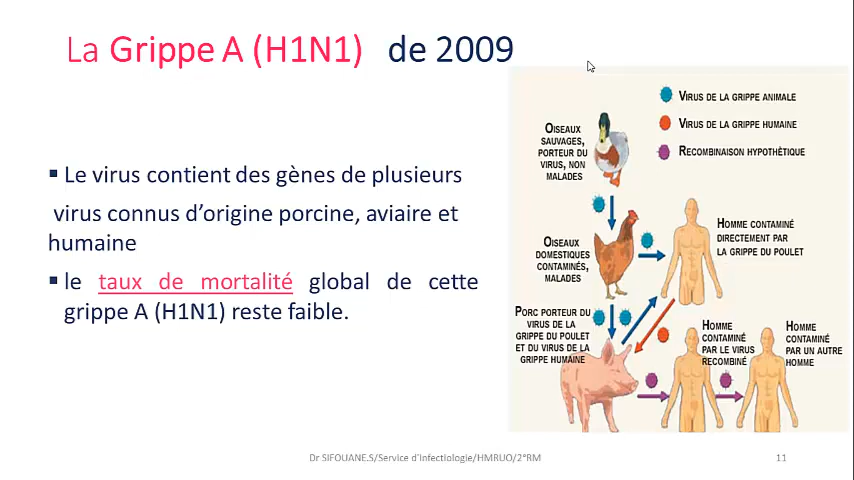 La Grippe A (H1N1) de 2009
▪ Le virus contient des gènes de plusieurs
virus connus d’origine porcine, aviaire et
humaine
▪ le taux de mortalité global de cette
grippe A (H1N1) reste faible.
VIRUS DE LA GRIPPE ANIMALE
VIRUS DE LA GRIPPE HUMAINE
RECOMBINAISON HYPOTHÈTIQUE
OISEAUX
SAUVAGES,
PORTEUR DU
VIRUS, NON
MALADES
OISEAUX
DOMESTIQUES
CONTAMINÉS,
MALADES
HOMME CONTAMINÉ
DIRECTEMENT PAR
LA GRIPPE DU POULET
PORC PORTEUR DU
VIRUS DE LA
GRIPPE DU POULET
ET DU VIRUS DE LA
GRIPPE HUMAINE
HOMME
CONTAMINÉ
PAR LE VIRUS
RECOMBINÉ
HOMME
CONTAMINÉ
PAR UN AUTRE
HOMME
Dr SIFOUANE.S/Service d'Infectiologie/HMRUO/2°RM
11